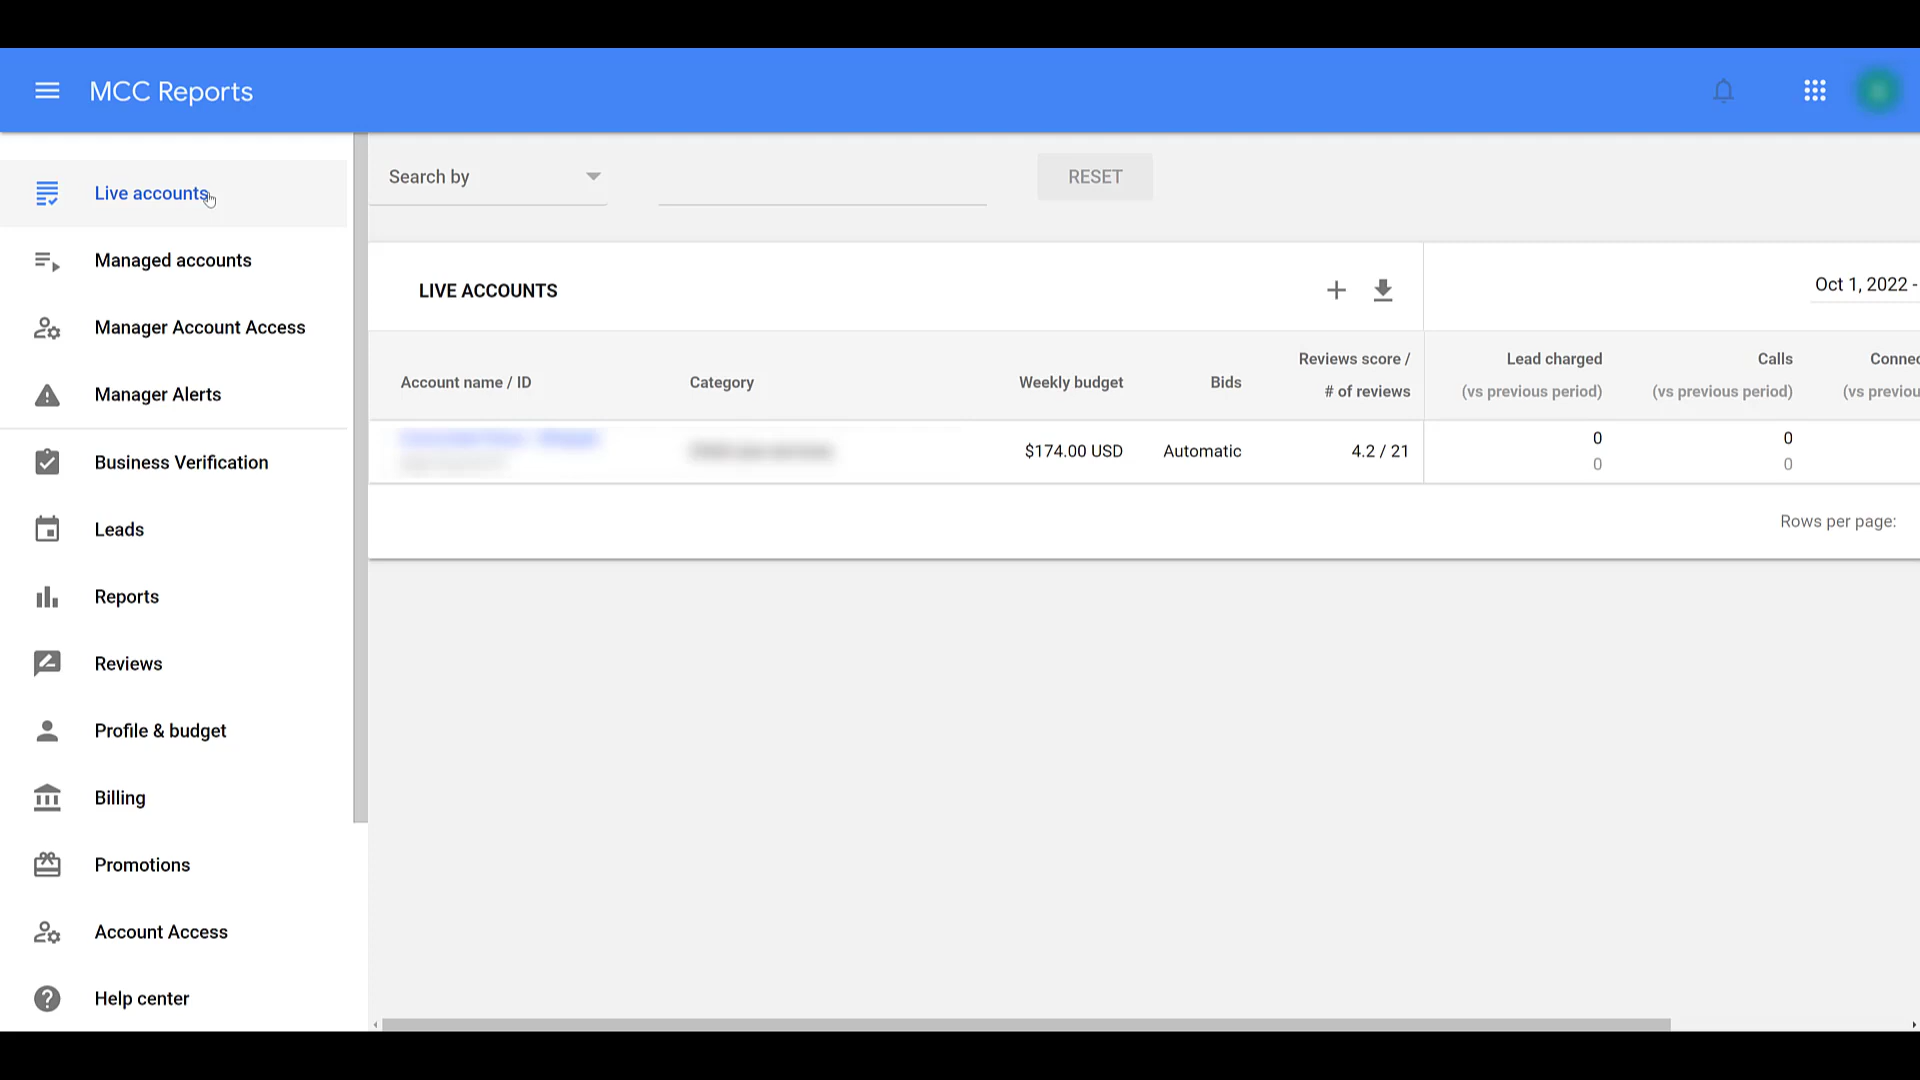 MCC Reports
Live accounts
Managed accounts
Manager Account Access
Manager Alerts
Business Verification
Leads
Reports
Reviews
Profile & budget
Billing
Promotions
Account Access
Help center
Search by
RESET
LIVE ACCOUNTS
Oct 1, 2022 -
Account name / ID
Category
Weekly budget
Bids
Reviews score /
# of reviews
Lead charged
(vs previous period)
Calls
(vs previous period)
Connec
(vs previou
$174.00 USD
Automatic
4.2 / 21
0
0
0
0
Rows per page: